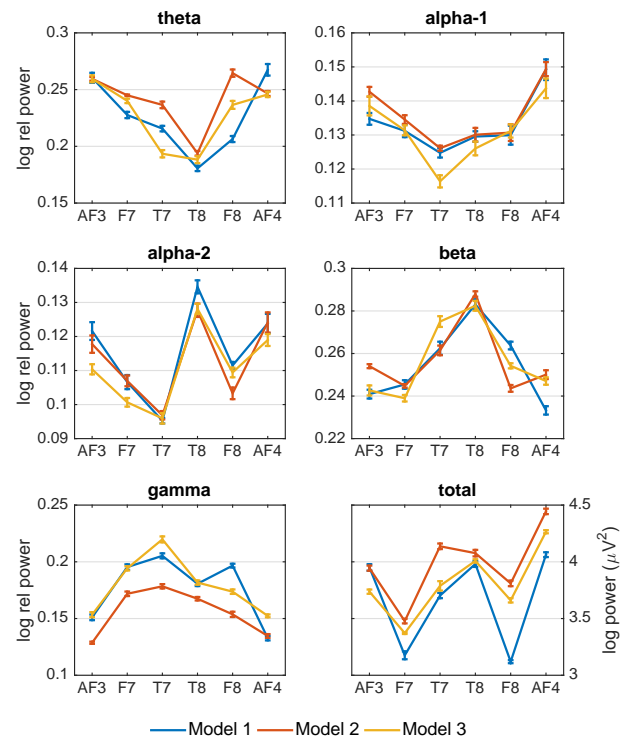 theta
alpha-1
log rel power
0.3
0.25
0.2
0.15
AF3 F7 T7 T8 F8 AF4
0.16
0.15
0.14
0.13
0.12
0.11
AF3 F7 T7 T8 F8 AF4
alpha-2
beta
log rel power
0.14
0.13
0.12
0.11
0.1
0.09
AF3 F7 T7 T8 F8 AF4
0.3
0.28
0.26
0.24
0.22
AF3 F7 T7 T8 F8 AF4
gamma
total
log rel power
0.25
0.2
0.15
0.1
AF3 F7 T7 T8 F8 AF4
4.5
4
3.5
3
log power (μV²)
AF3 F7 T7 T8 F8 AF4
Model 1 Model 2 Model 3